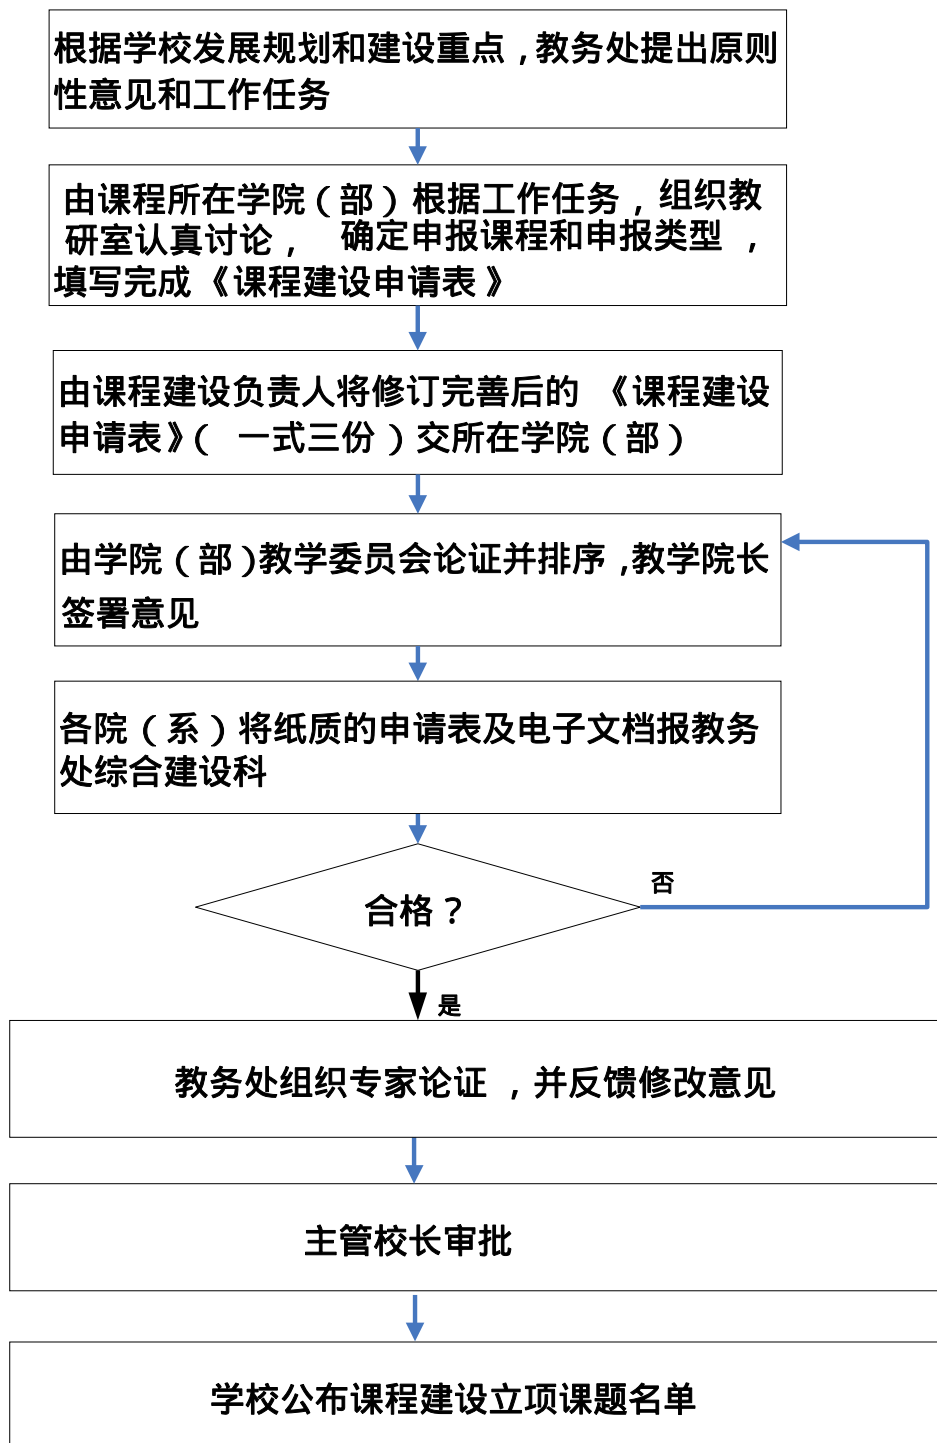 根据学校发展规划和建设重点,教务处提出原则
性意见和工作任务
由课程所在学院(部)根据工作任务,组织教
研室认真讨论,确定申报课程和申报类型,
填写完成《课程建设申请表》
由课程建设负责人将修订完善后的《课程建设
申请表》(一式三份)交所在学院(部)
由学院(部)教学委员会论证并排序,教学院长
签署意见
各院(系)将纸质的申请表及电子文档报教务
处综合建设科
合格?
否
是
教务处组织专家论证,并反馈修改意见
主管校长审批
学校公布课程建设立项课题名单